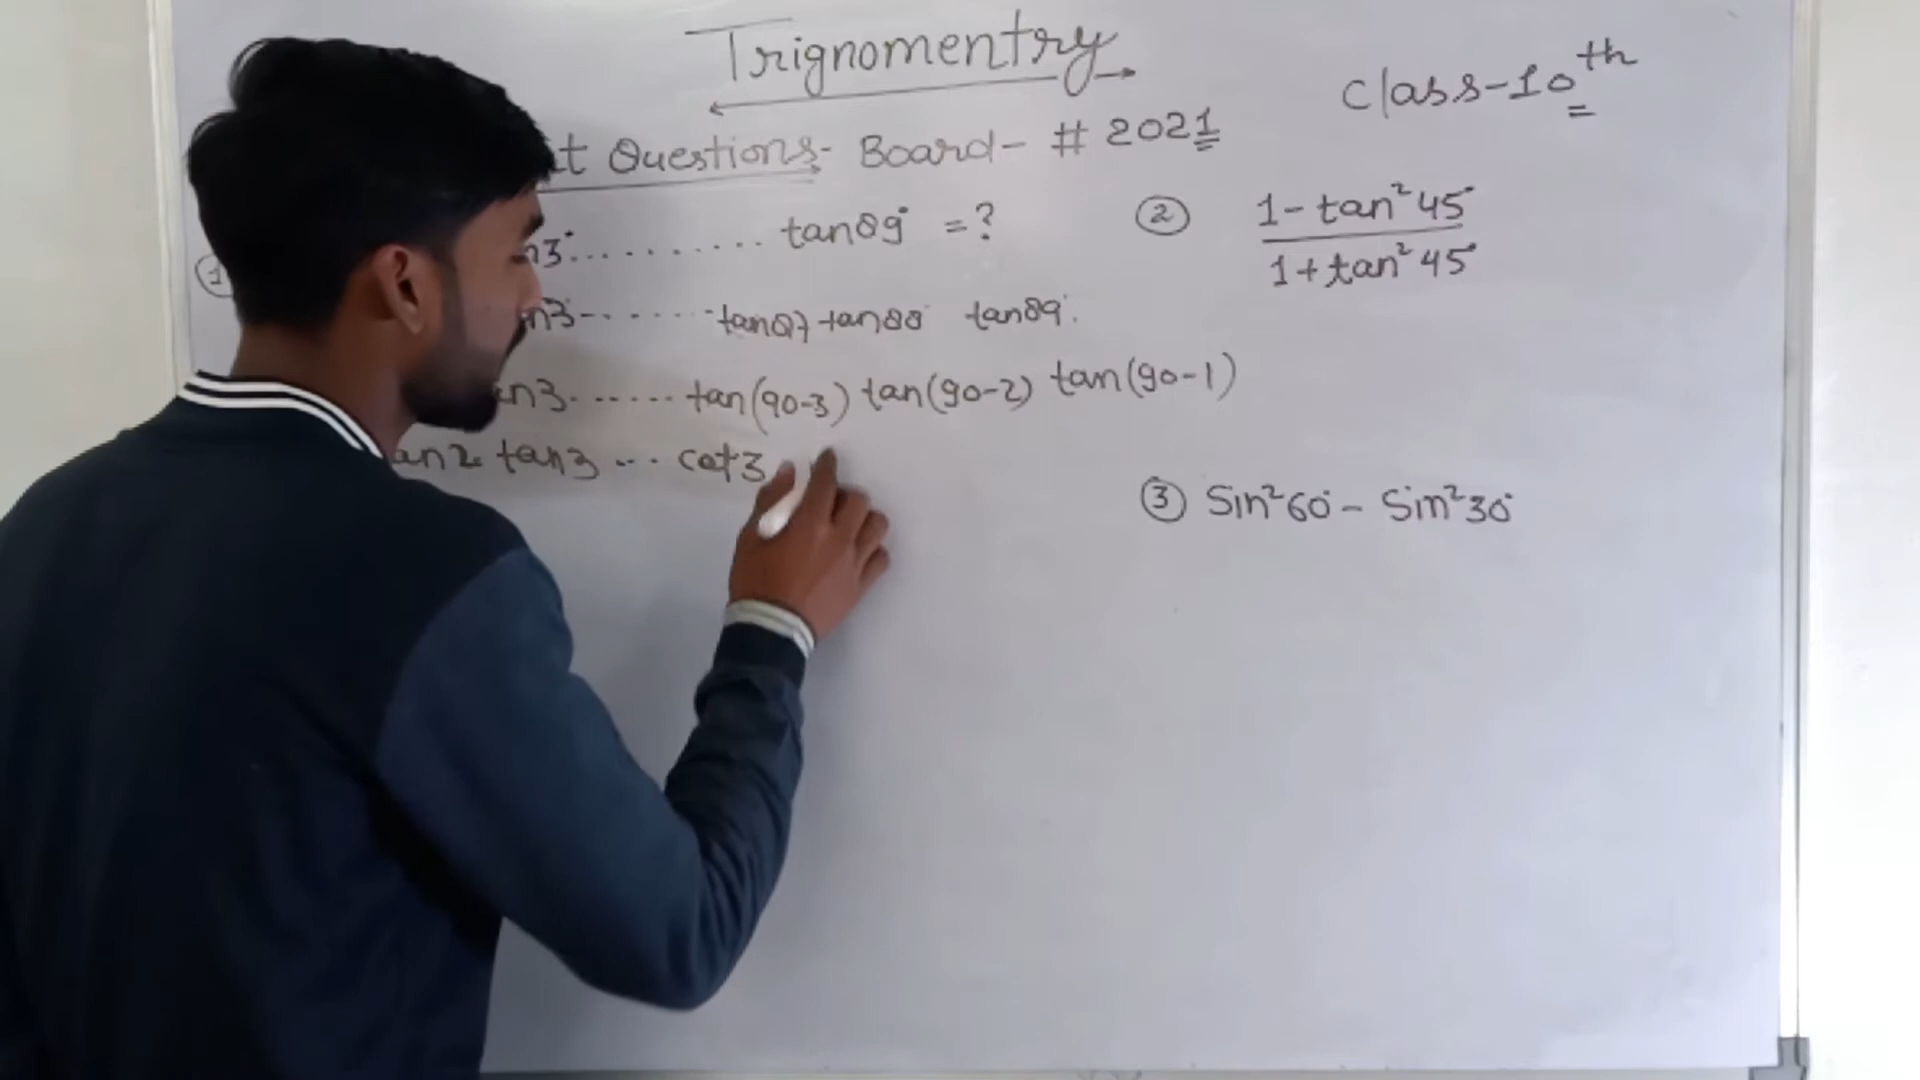 Trignomentry
Class-10th
Questions- Board- # 2021
① n3°.......... tan89° = ?
n3-....... tan87 tan88° tan89°.
an3...... tan(90-3) tan(90-2) tan(90-1)
an2 tan3 ... cot3
② 1- tan²45°
1+tan²45°
③ Sin²60° - Sin²30°